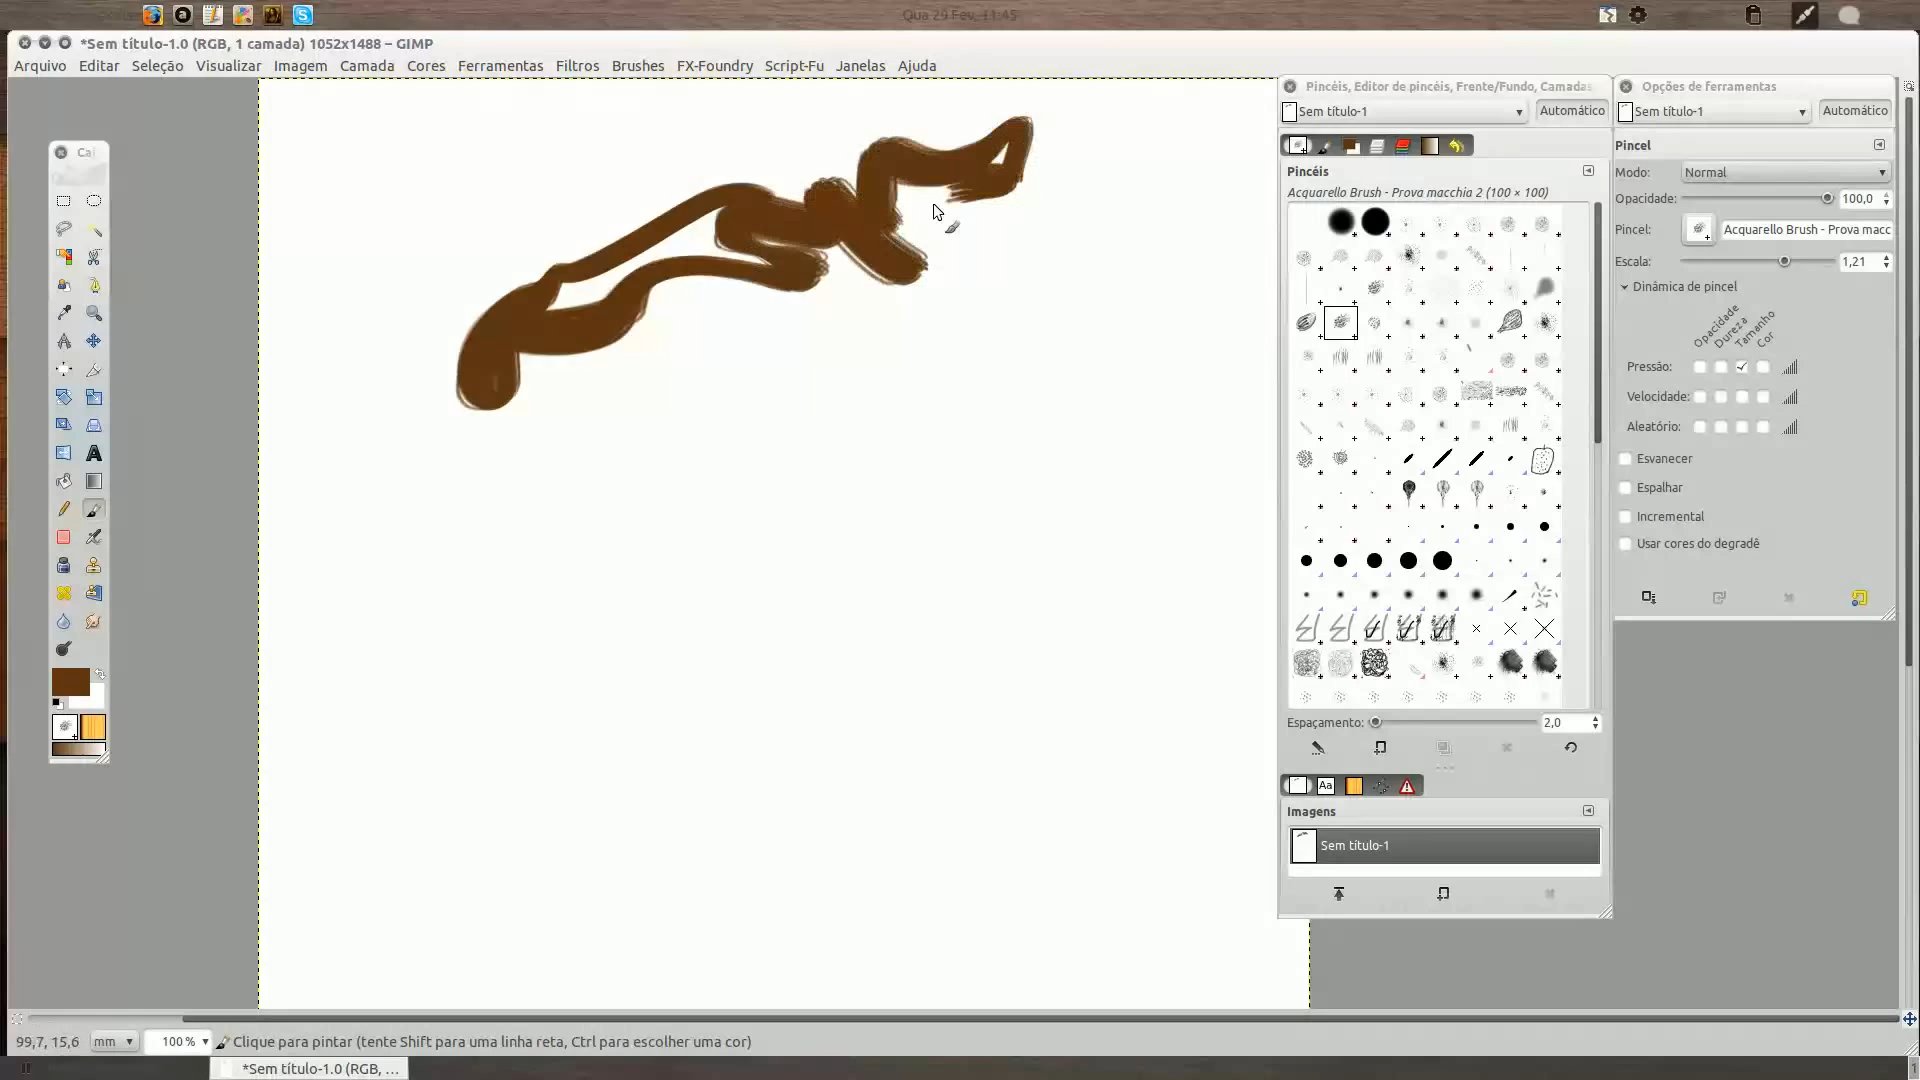 Qua 29 Fev, 11:45
*Sem título-1.0 (RGB, 1 camada) 1052x1488 – GIMP
Arquivo Editar Seleção Visualizar Imagem Camada Cores Ferramentas Filtros Brushes FX-Foundry Script-Fu Janelas Ajuda
Cai
Pincéis, Editor de pincéis, Frente/Fundo, Camadas
Sem título-1
Automático
Pincéis
Acquarello Brush - Prova macchia 2 (100 × 100)
Espaçamento: 2,0
Aa
Imagens
Sem título-1
Opções de ferramentas
Sem título-1
Automático
Pincel
Modo: Normal
Opacidade: 100,0
Pincel: Acquarello Brush - Prova macc
Escala: 1,21
Dinâmica de pincel
Opacidade
Dureza
Tamanho
Cor
Pressão:
Velocidade:
Aleatório:
Esvanecer
Espalhar
Incremental
Usar cores do degradê
99,7, 15,6 mm 100 % Clique para pintar (tente Shift para uma linha reta, Ctrl para escolher uma cor)
*Sem título-1.0 (RGB, ...
1